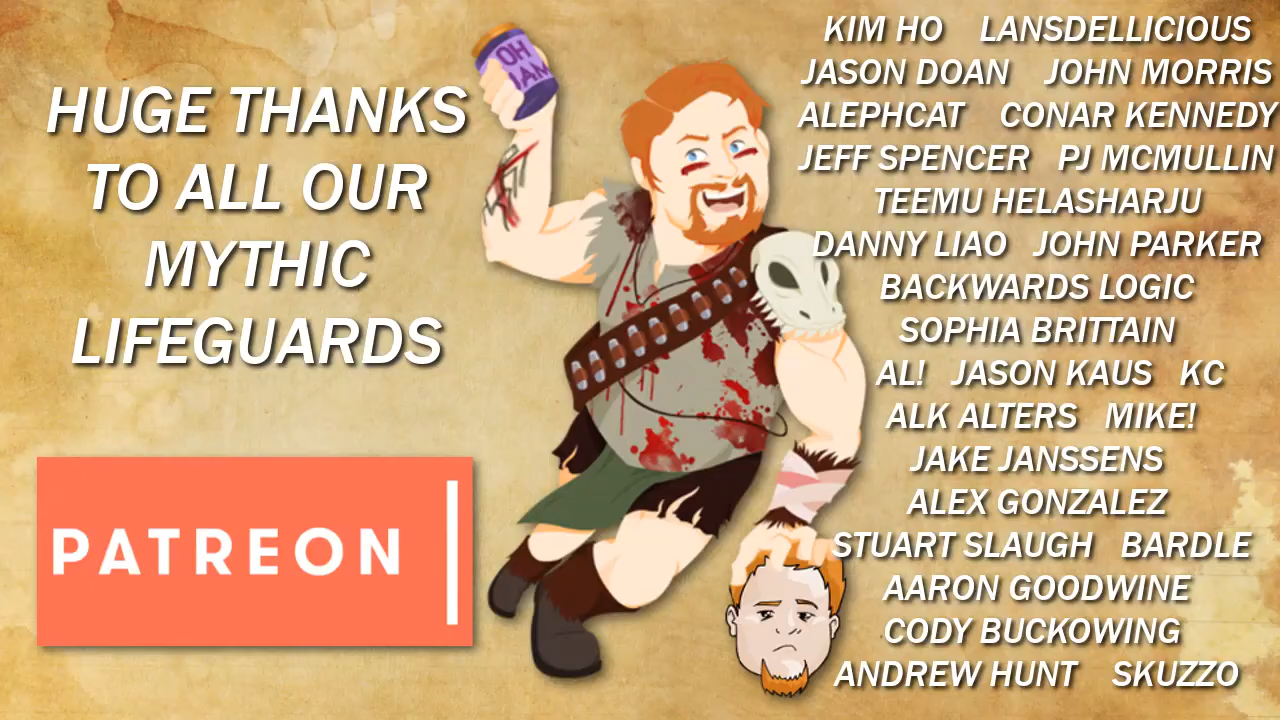 HUGE THANKS
TO ALL OUR
MYTHIC
LIFEGUARDS
PATREON
OH
JAM
KIM HO LANSDELLICIOUS
JASON DOAN JOHN MORRIS
ALEPHCAT CONAR KENNEDY
JEFF SPENCER PJ MCMULLIN
TEEMU HELASHARJU
DANNY LIAO JOHN PARKER
BACKWARDS LOGIC
SOPHIA BRITTAIN
AL! JASON KAUS KC
ALK ALTERS MIKE!
JAKE JANSSENS
ALEX GONZALEZ
STUART SLAUGH BARDLE
AARON GOODWINE
CODY BUCKOWING
ANDREW HUNT SKUZZO